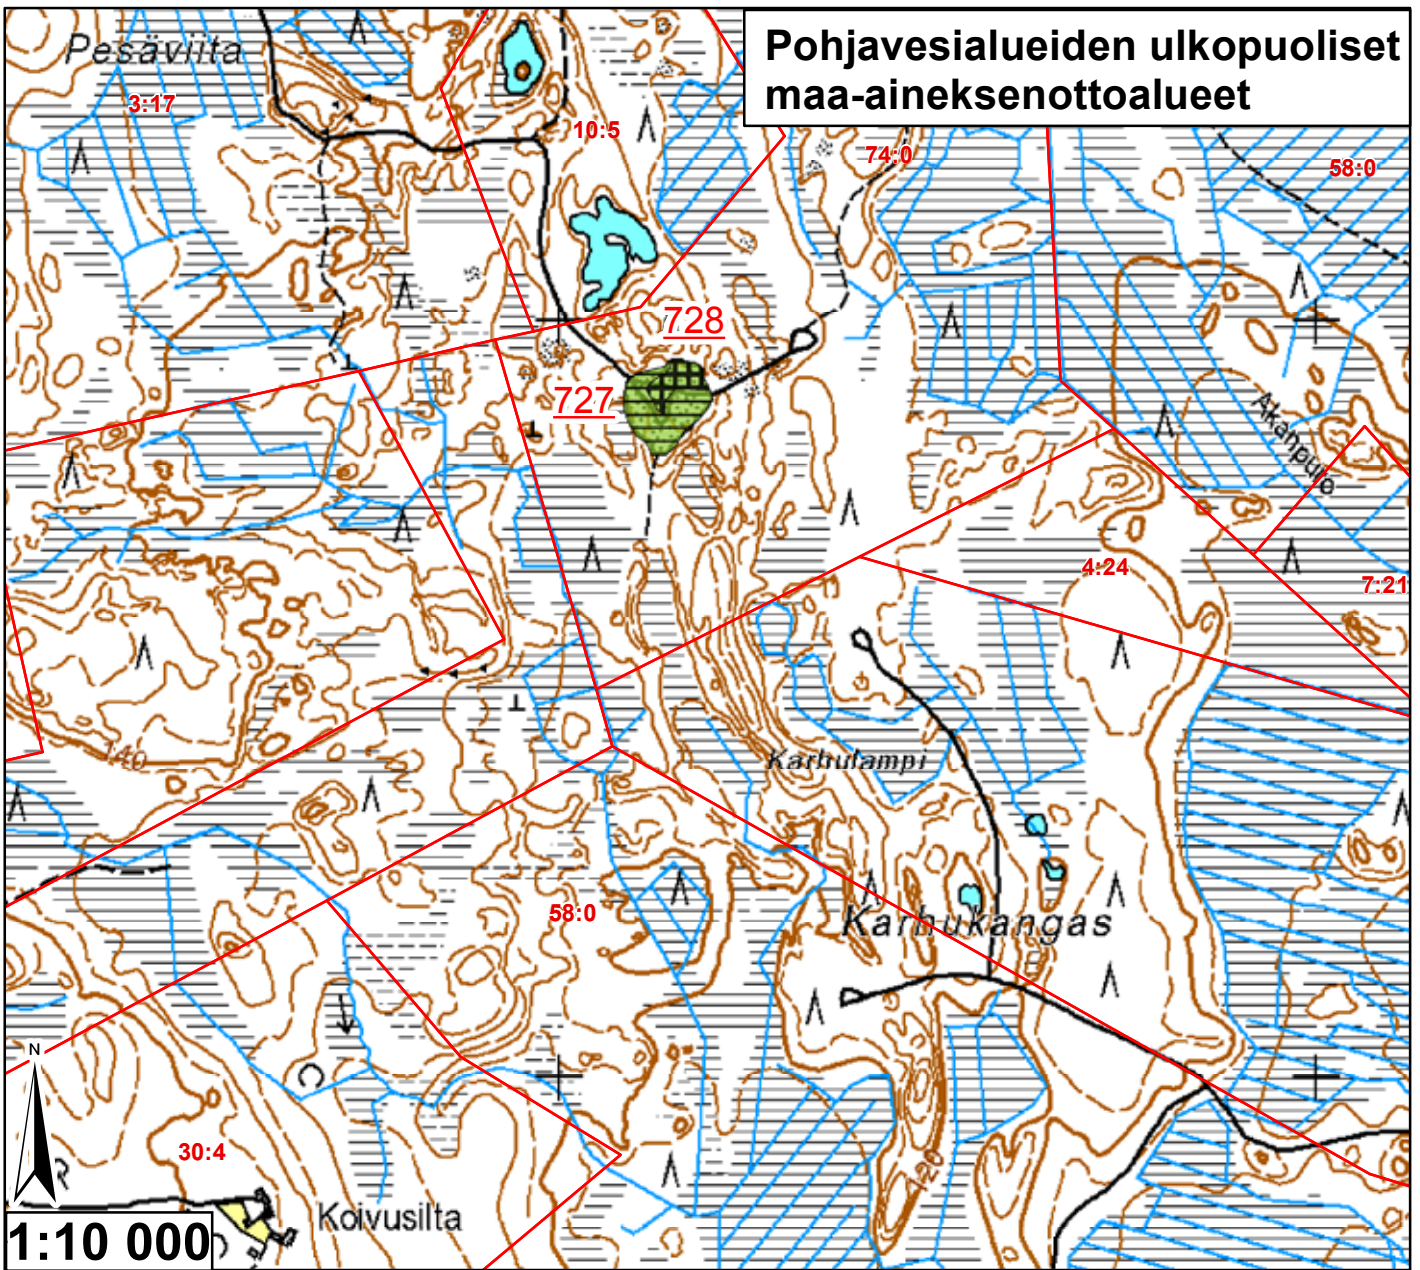 Pohjavesialueiden ulkopuoliset
maa-aineksenottoalueet
Pesäviita
3:17
10:5
74:0
58:0
728
727
Akanpuro
4:24
7:21
140
Karhulampi
58:0
Karhukangas
N
30:4
120
Koivusilta
1:10 000